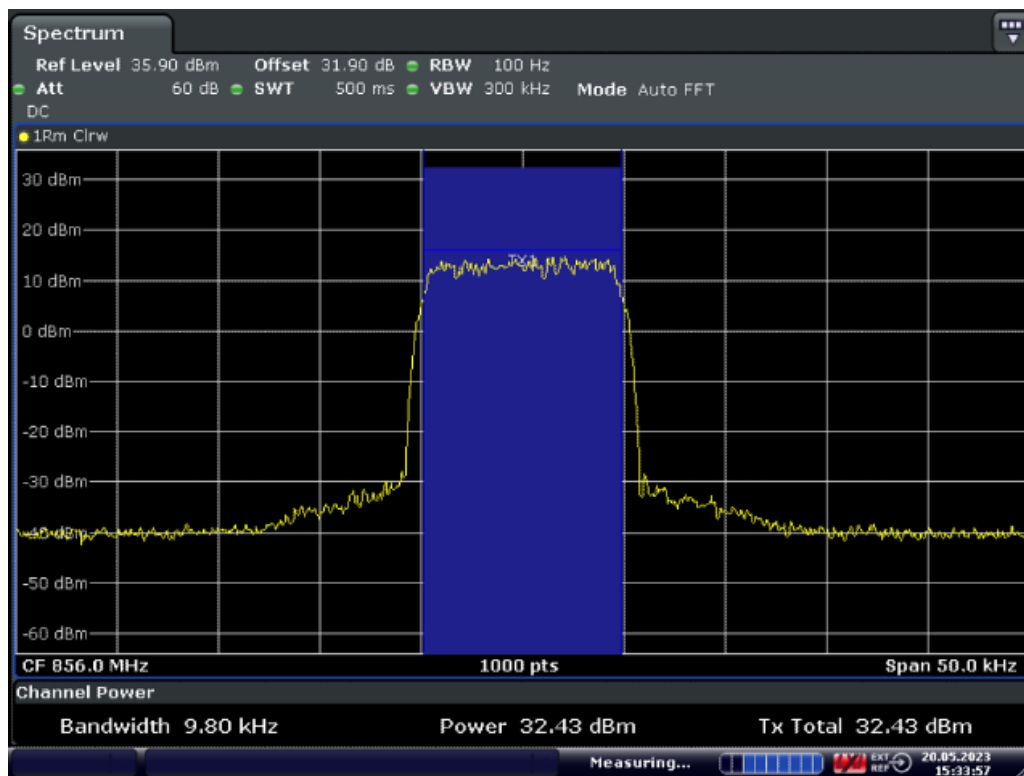 Spectrum
Ref Level 35.90 dBm Offset 31.90 dB RBW 100 Hz
Att 60 dB SWT 500 ms VBW 300 kHz Mode Auto FFT
DC
1Rm Clrw
30 dBm
20 dBm
10 dBm
0 dBm
-10 dBm
-20 dBm
-30 dBm
-40 dBm
-50 dBm
-60 dBm
CF 856.0 MHz 1000 pts Span 50.0 kHz
Channel Power
Bandwidth 9.80 kHz Power 32.43 dBm Tx Total 32.43 dBm
Measuring... EXT REF 20.05.2023
15:33:57